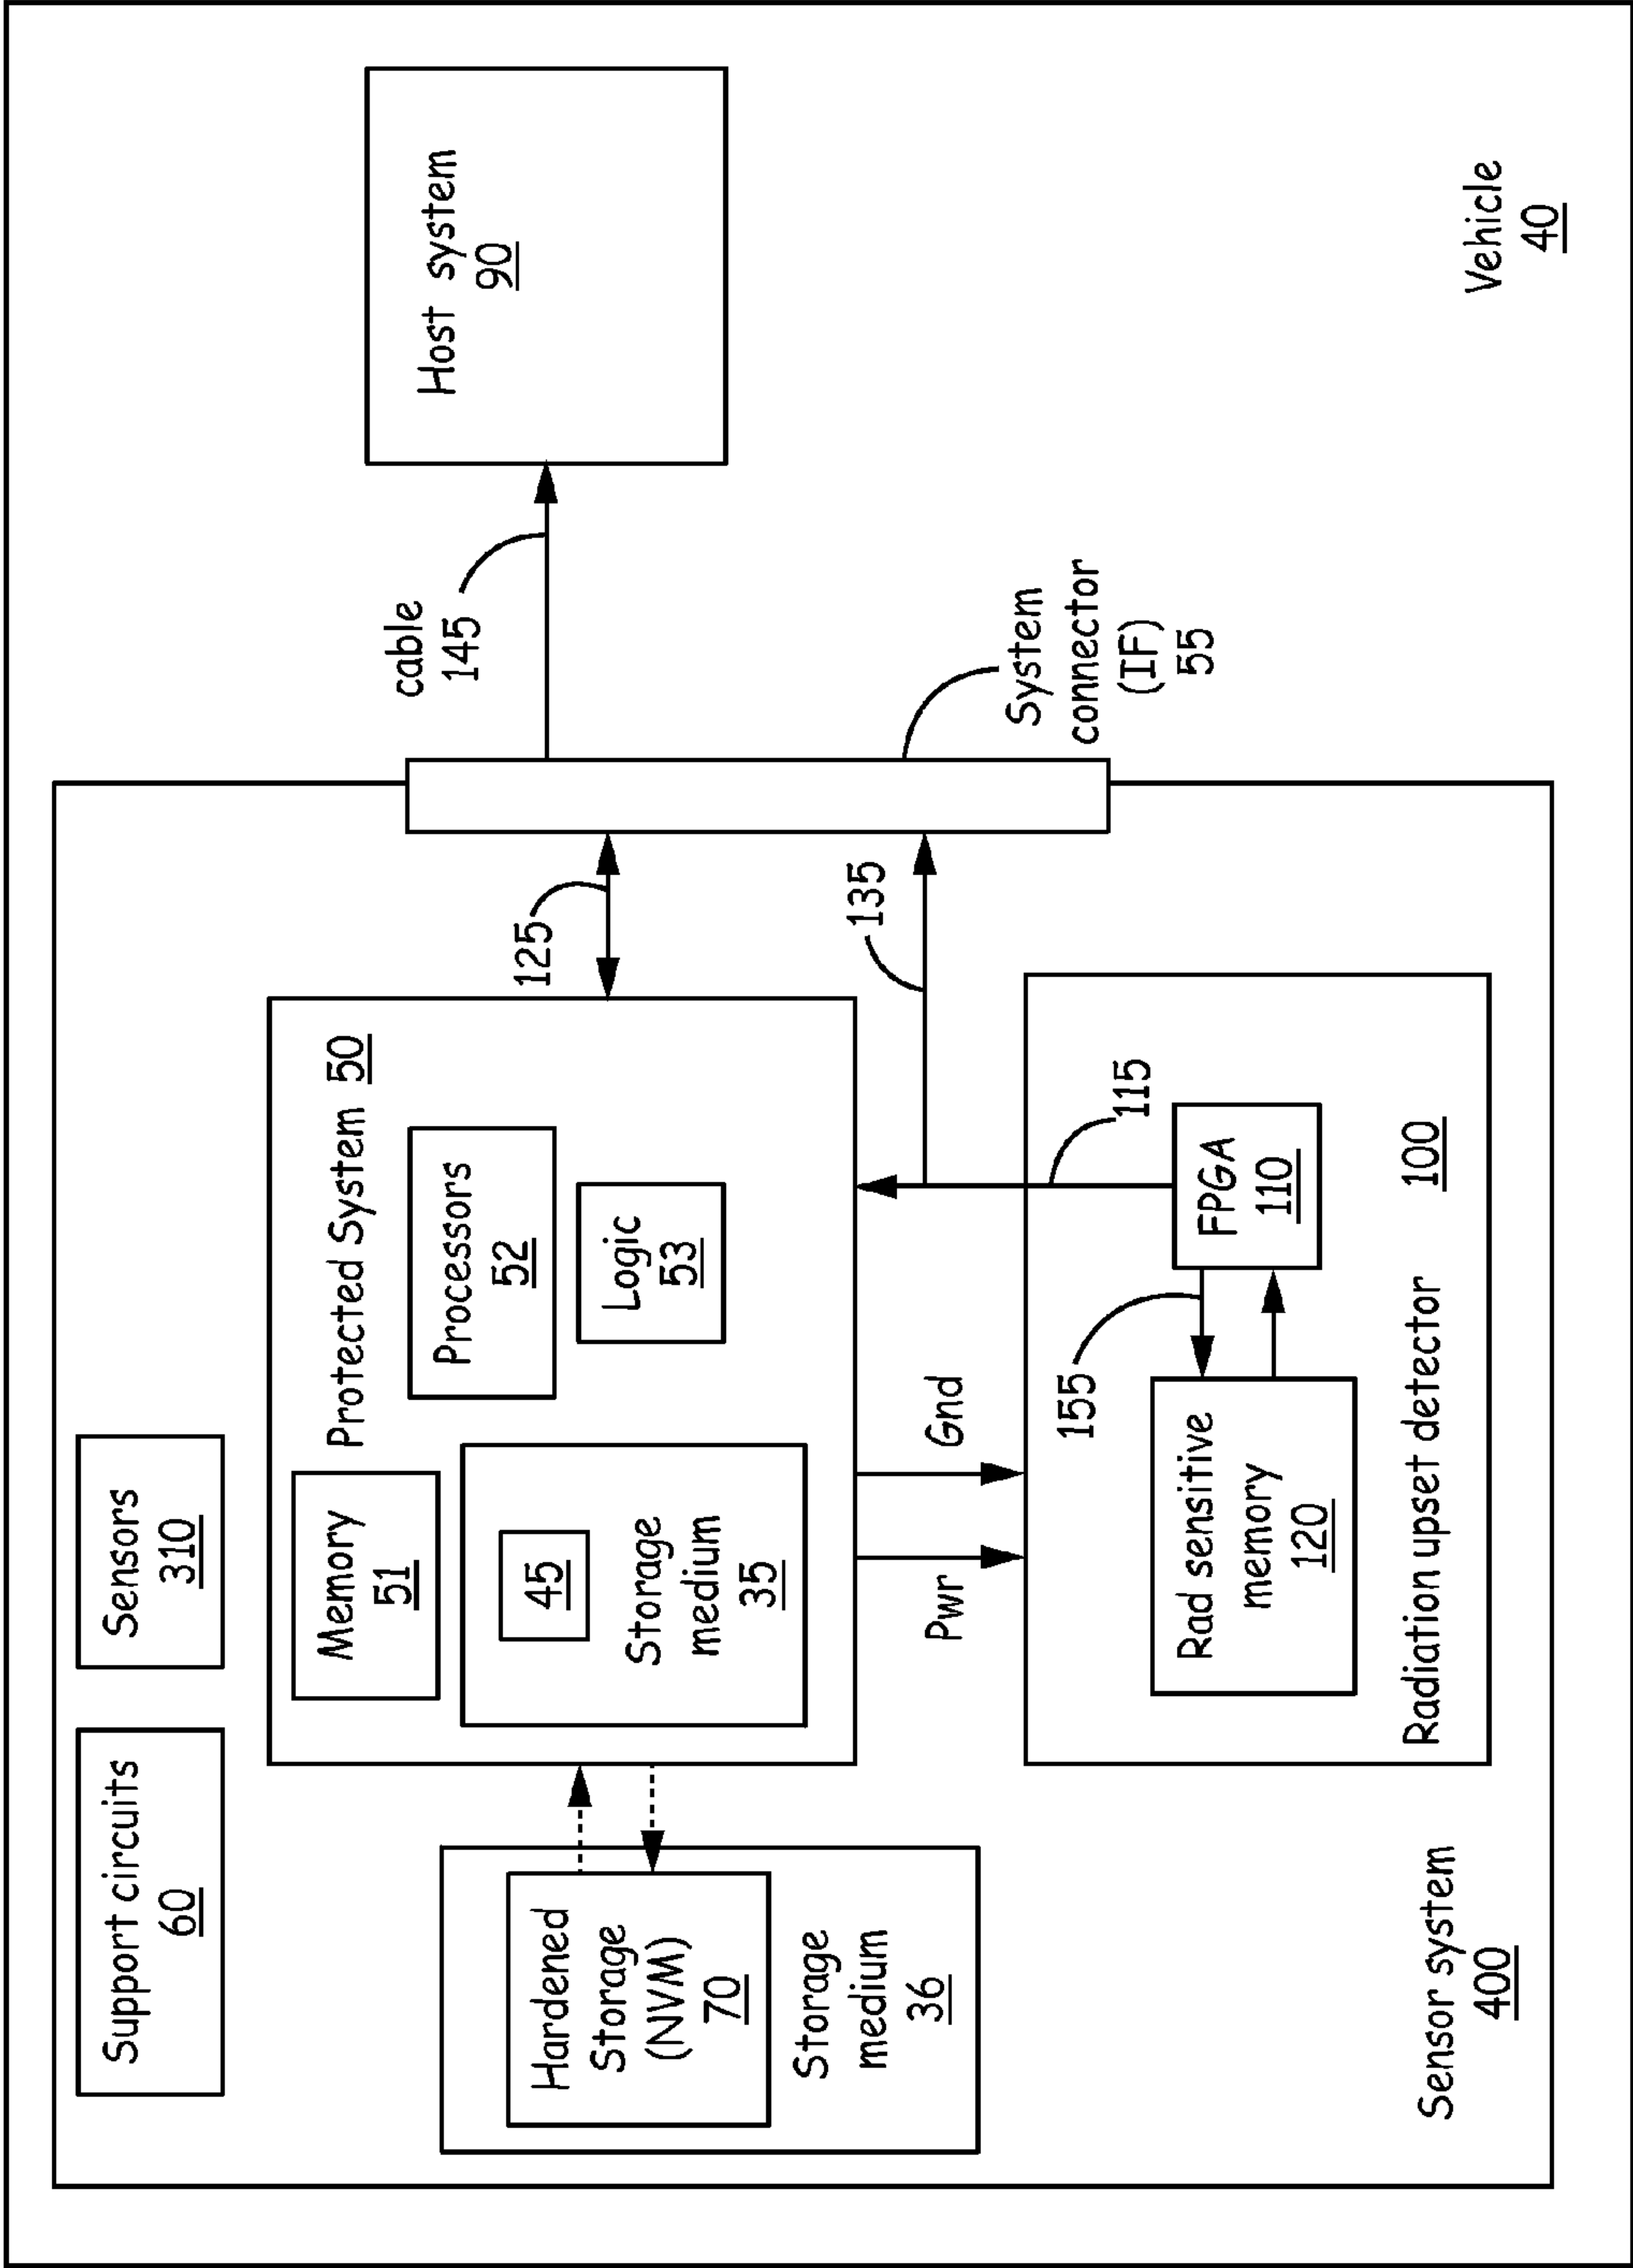 Support circuits
60
Sensors
310
Protected System 50
Memory
51
Processors
52
Logic
53
45
Storage
medium
35
Hardened
Storage
(NVM)
70
Storage
medium
36
125
cable
145
Host system
90
135
Pwr
Gnd
System
connector
(IF)
55
115
155
Rad sensitive
memory
120
FPGA
110
Radiation upset detector
100
Sensor system
400
Vehicle
40